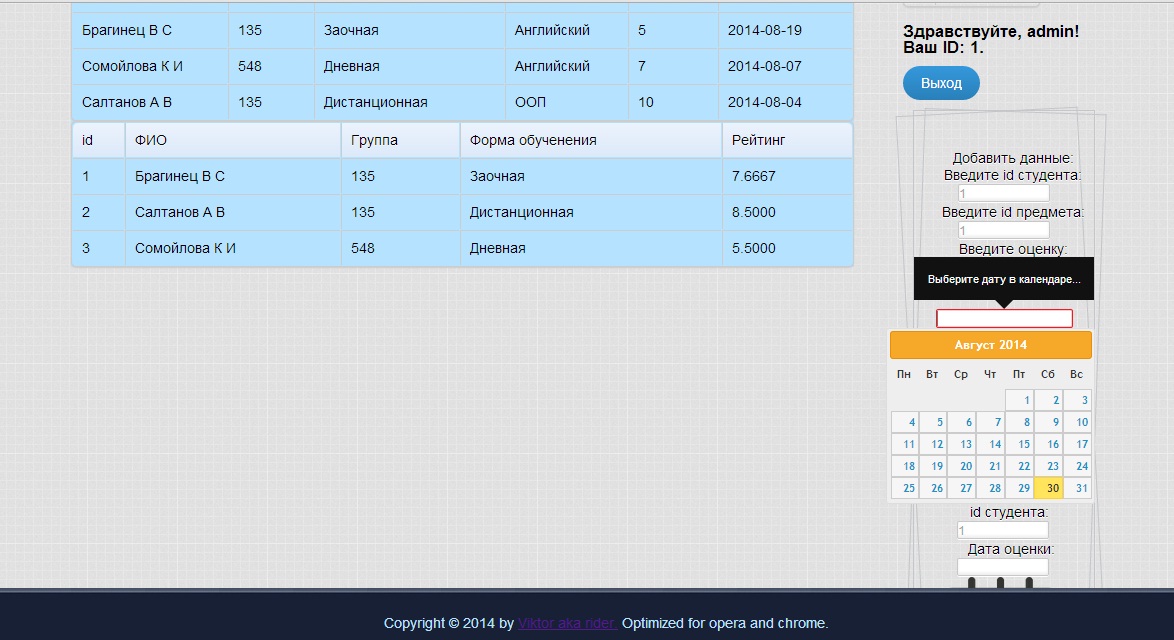 Брагинец В С 135 Заочная Английский 5 2014-08-19
Сомойлова К И 548 Дневная Английский 7 2014-08-07
Салтанов А В 135 Дистанционная ООП 10 2014-08-04
id ФИО Группа Форма обученения Рейтинг
1 Брагинец В С 135 Заочная 7.6667
2 Салтанов А В 135 Дистанционная 8.5000
3 Сомойлова К И 548 Дневная 5.5000
Здравствуйте, admin!
Ваш ID: 1.
Выход
Добавить данные:
Введите id студента:
1
Введите id предмета:
1
Введите оценку:
Выберите дату в календаре...
Август 2014
Пн Вт Ср Чт Пт Сб Вс
1 2 3
4 5 6 7 8 9 10
11 12 13 14 15 16 17
18 19 20 21 22 23 24
25 26 27 28 29 30 31
id студента:
1
Дата оценки:
Copyright © 2014 by Viktor aka rider. Optimized for opera and chrome.